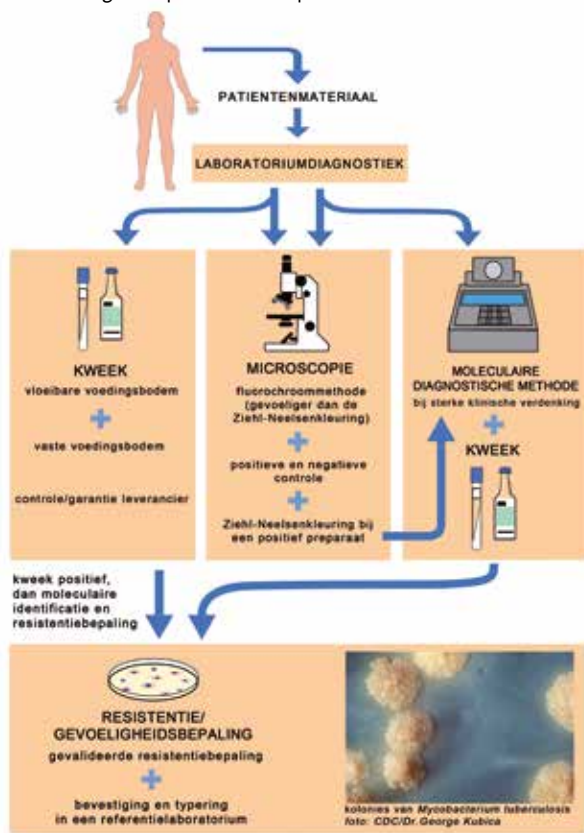 PATIENTENMATERIAAL
LABORATORIUMDIAGNOSTIEK
KWEEK
vloeibare voedingsbodem
+
vaste voedingsbodem
controle/garantie leverancier
MICROSCOPIE
fluorochroommethode
(gevoeliger dan de
Ziehl-Neelsenkleuring)
+
positieve en negatieve
controle
+
Ziehl-Neelsenkleuring bij
een positief preparaat
MOLECULAIRE
DIAGNOSTISCHE METHODE
bij sterke klinische verdenking
+
KWEEK
kweek positief,
dan moleculaire
identificatie en
resistentiebepaling
RESISTENTIE/
GEVOELIGHEIDSBEPALING
gevalideerde resistentiebepaling
+
bevestiging en typering
in een referentielaboratorium
kolonies van Mycobacterium tuberculosis
foto: CDC/Dr. George Kubica